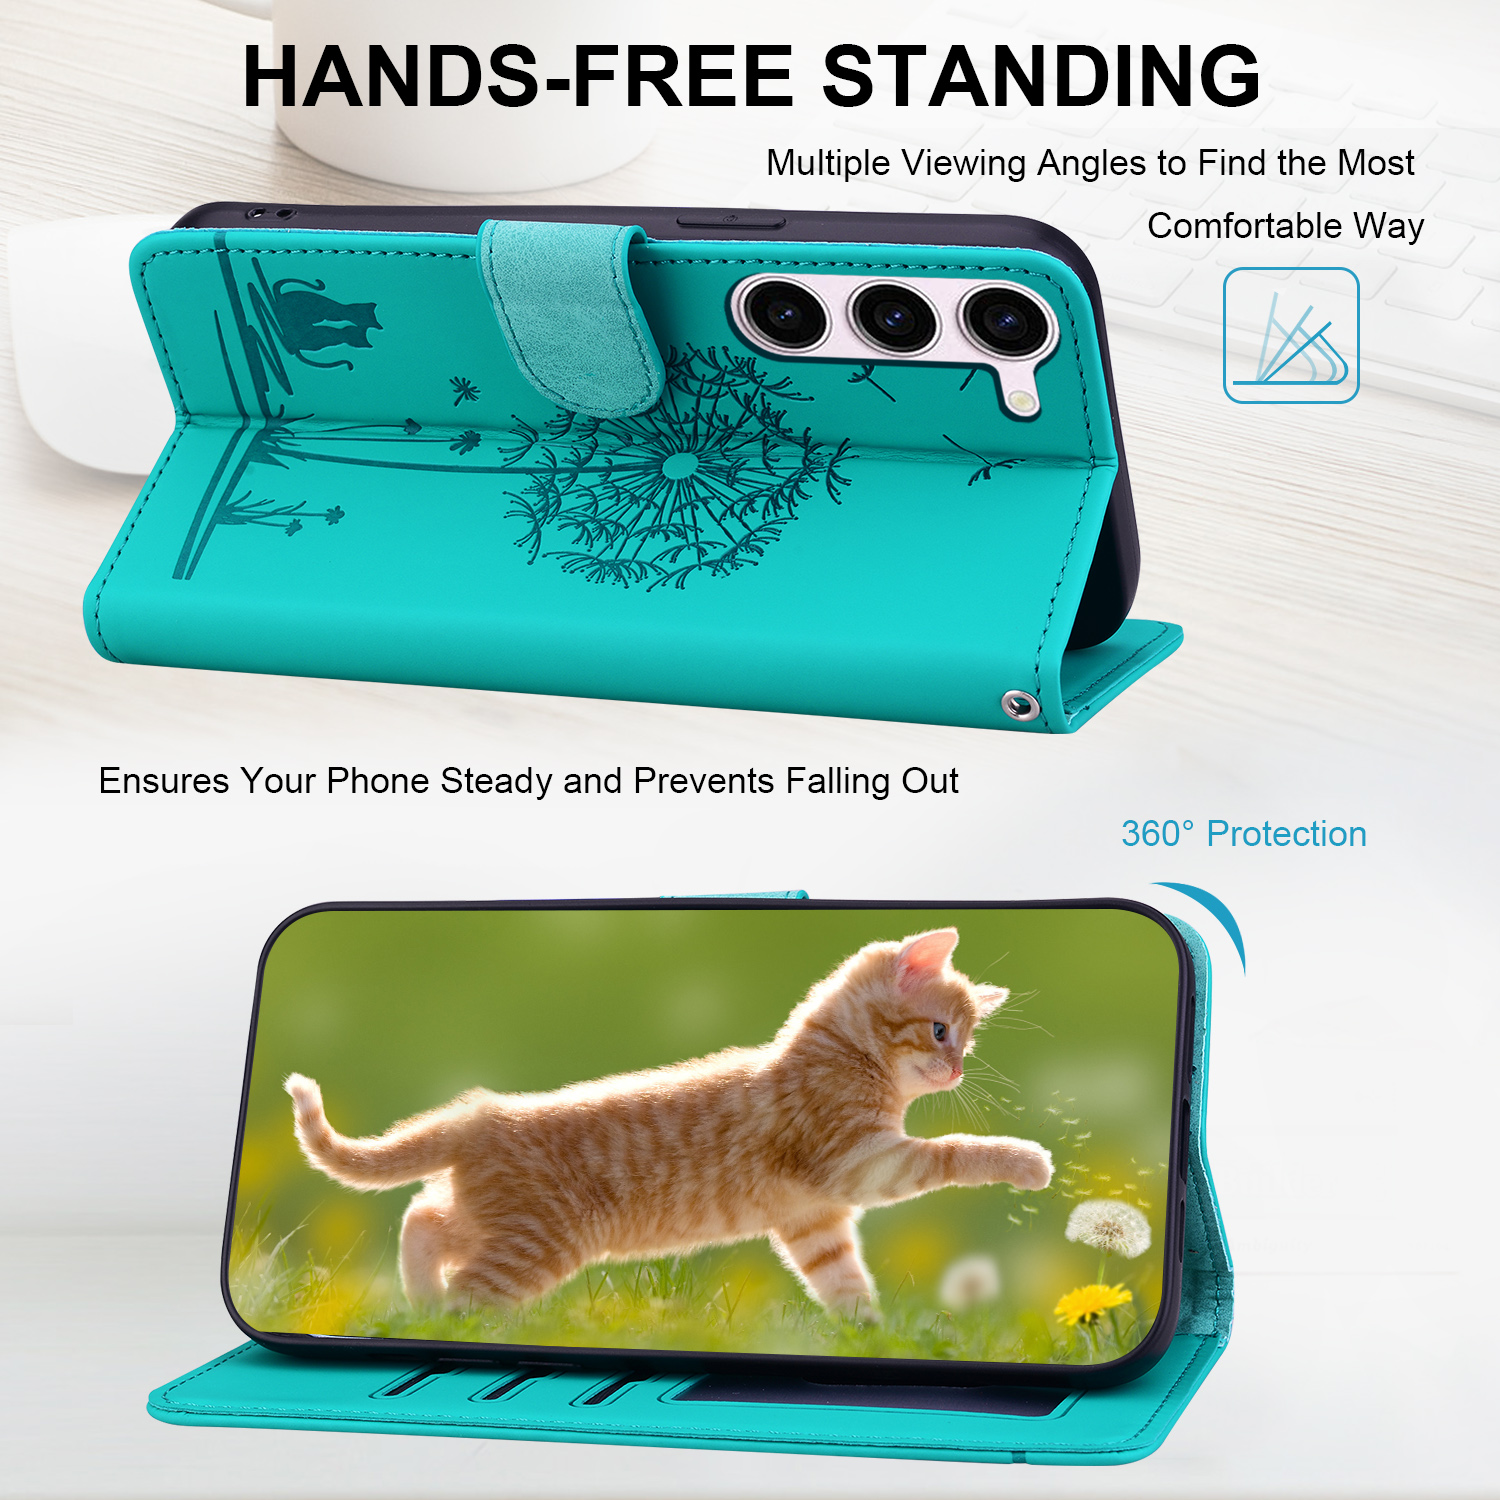 HANDS-FREE STANDING
Multiple Viewing Angles to Find the Most
Comfortable Way
Ensures Your Phone Steady and Prevents Falling Out
360° Protection